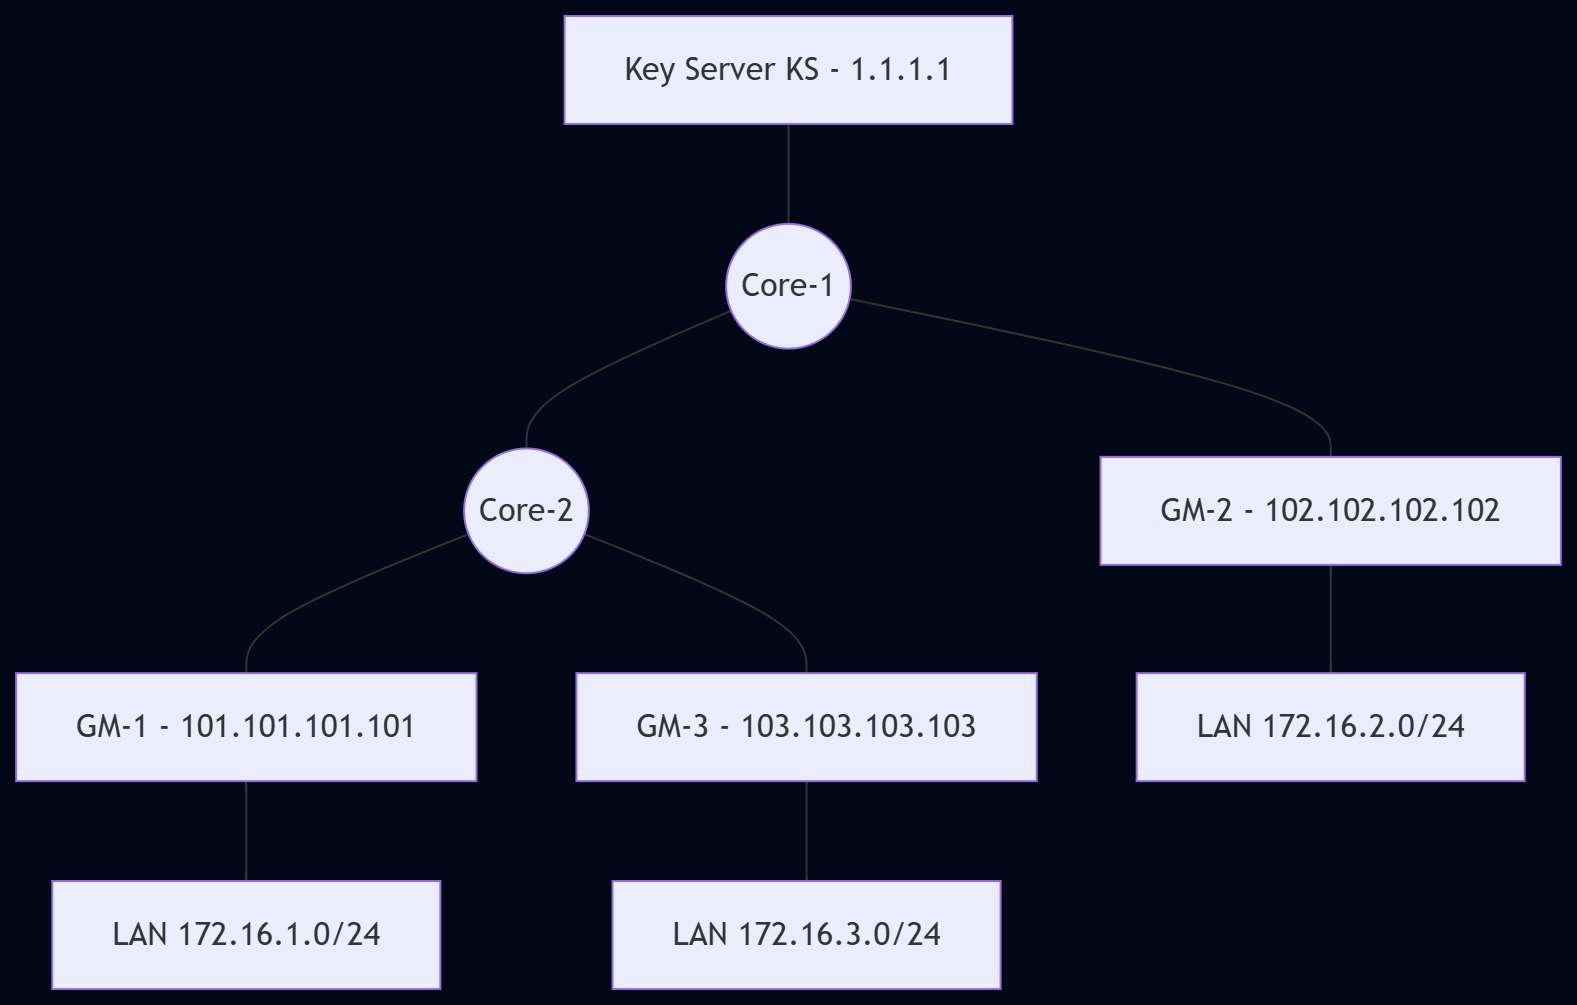 Key Server KS - 1.1.1.1
Core-1
Core-2
GM-2 - 102.102.102.102
GM-1 - 101.101.101.101
GM-3 - 103.103.103.103
LAN 172.16.2.0/24
LAN 172.16.1.0/24
LAN 172.16.3.0/24